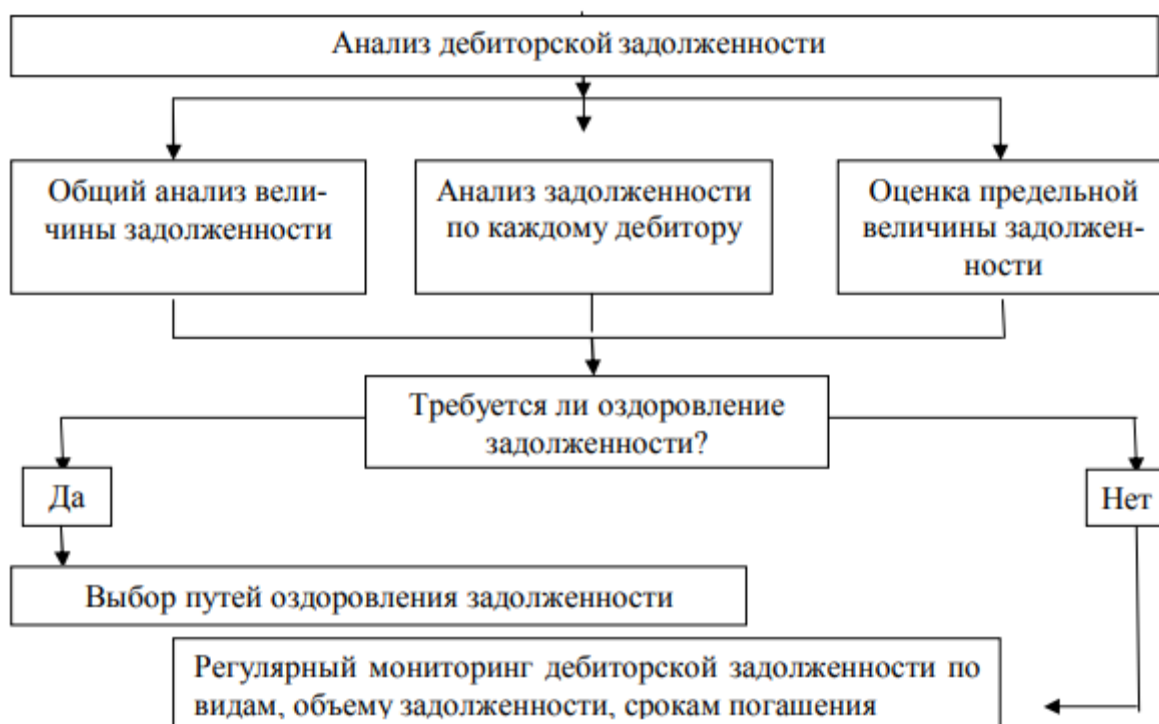 Анализ дебиторской задолженности
Общий анализ вели-
чины задолженности
Анализ задолженности
по каждому дебитору
Оценка предельной
величины задолжен-
ности
Требуется ли оздоровление
задолженности?
Да
Нет
Выбор путей оздоровления задолженности
Регулярный мониторинг дебиторской задолженности по
видам, объему задолженности, срокам погашения